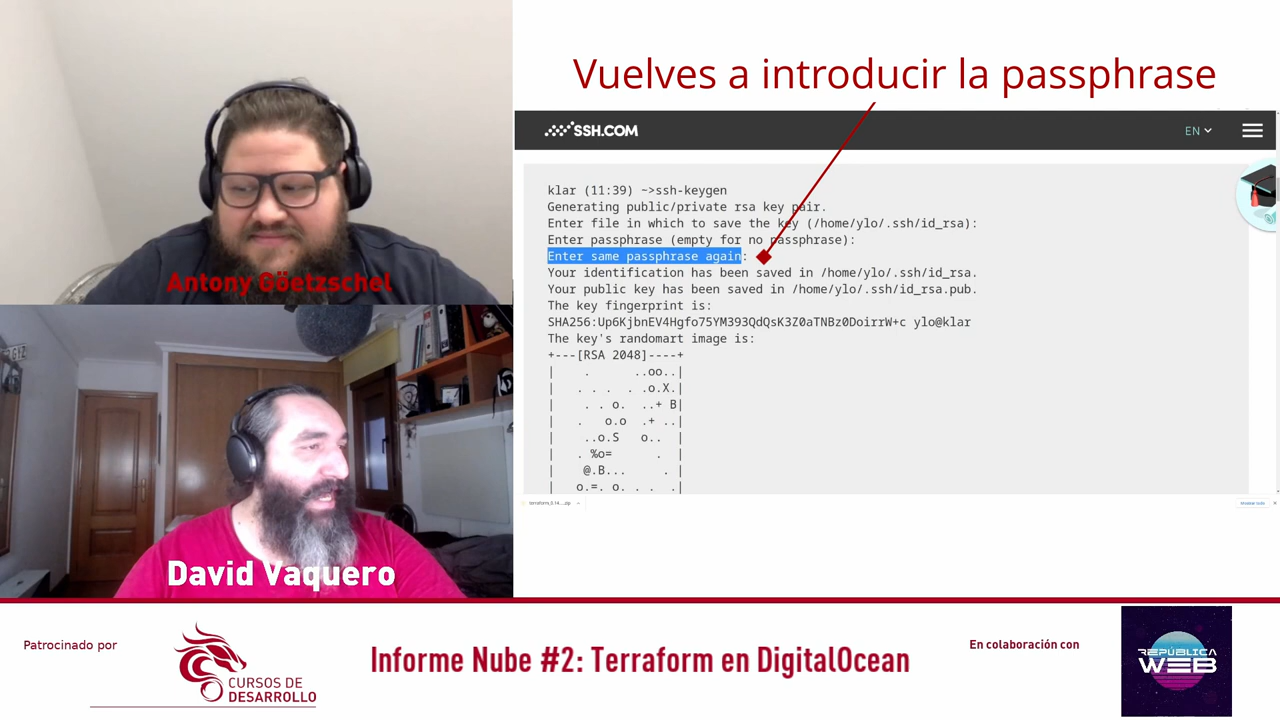 Vuelves a introducir la passphrase
SSH.COM
EN
klar (11:39) ~>ssh-keygen
Generating public/private rsa key pair.
Enter file in which to save the key (/home/ylo/.ssh/id_rsa):
Enter passphrase (empty for no passphrase):
Enter same passphrase again:
Your identification has been saved in /home/ylo/.ssh/id_rsa.
Your public key has been saved in /home/ylo/.ssh/id_rsa.pub.
The key fingerprint is:
SHA256:Up6KjbnEV4Hgfo75YM393QdQsK3Z0aTNBz0DoirrW+c ylo@klar
The key's randomart image is:
+---[RSA 2048]----+
|    .      ..oo..|
|   . . .  . .o.X.|
|    . . o.  ..+ B|
|   .   o.o  .+ ..|
|    ..o.S   o..  |
|   . %o=      .  |
|    @.B...     . |
|   o.=. o. . .  .|
Antony Göetzschel
David Vaquero
Patrocinado por
CURSOS DE
DESARROLLO
Informe Nube #2: Terraform en DigitalOcean
En colaboración con
REPÚBLICA
WEB